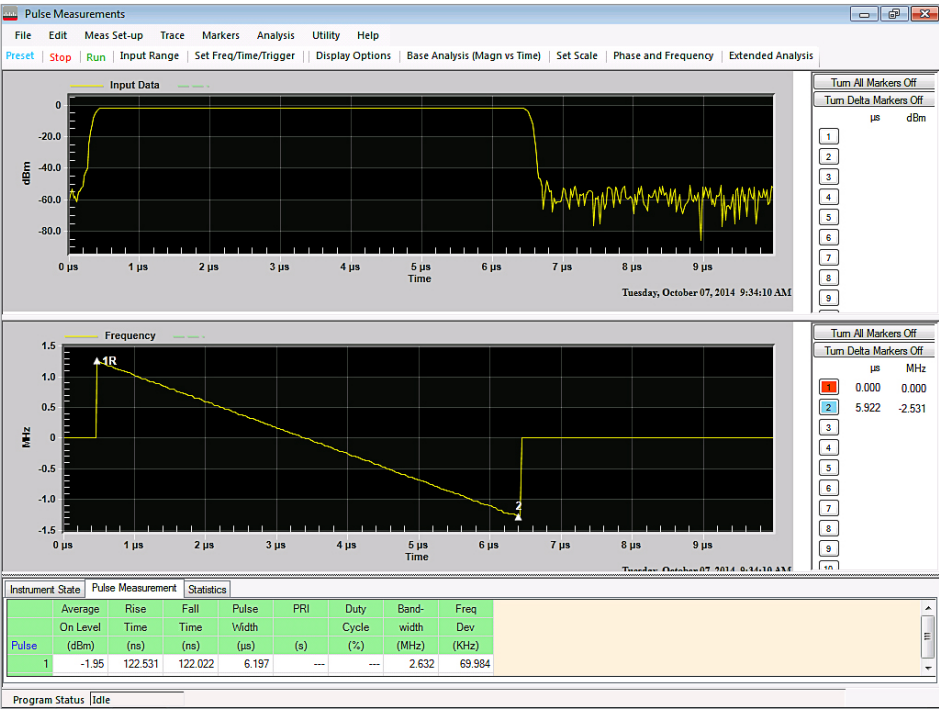 Pulse Measurements
File Edit Meas Set-up Trace Markers Analysis Utility Help
Preset Stop Run Input Range Set Freq/Time/Trigger Display Options Base Analysis (Magn vs Time) Set Scale Phase and Frequency Extended Analysis
Input Data
Turn All Markers Off
Turn Delta Markers Off
µs dBm
0
-20.0
-40.0
-60.0
-80.0
dBm
0 µs 1 µs 2 µs 3 µs 4 µs 5 µs 6 µs 7 µs 8 µs 9 µs
Time
Tuesday, October 07, 2014 9:34:10 AM
1
2
3
4
5
6
7
8
9
Frequency
Turn All Markers Off
Turn Delta Markers Off
µs MHz
1.5
1.0
0.5
0
-0.5
-1.0
-1.5
MHz
1R
2
0 µs 1 µs 2 µs 3 µs 4 µs 5 µs 6 µs 7 µs 8 µs 9 µs
Time
Tuesday, October 07, 2014 9:34:10 AM
1 0.000 0.000
2 5.922 -2.531
3
4
5
6
7
8
9
10
Instrument State Pulse Measurement Statistics
Average Rise Fall Pulse PRI Duty Band- Freq
On Level Time Time Width Cycle width Dev
Pulse (dBm) (ns) (ns) (µs) (s) (%) (MHz) (KHz)
1 -1.95 122.531 122.022 6.197 --- --- 2.632 69.984
Program Status Idle